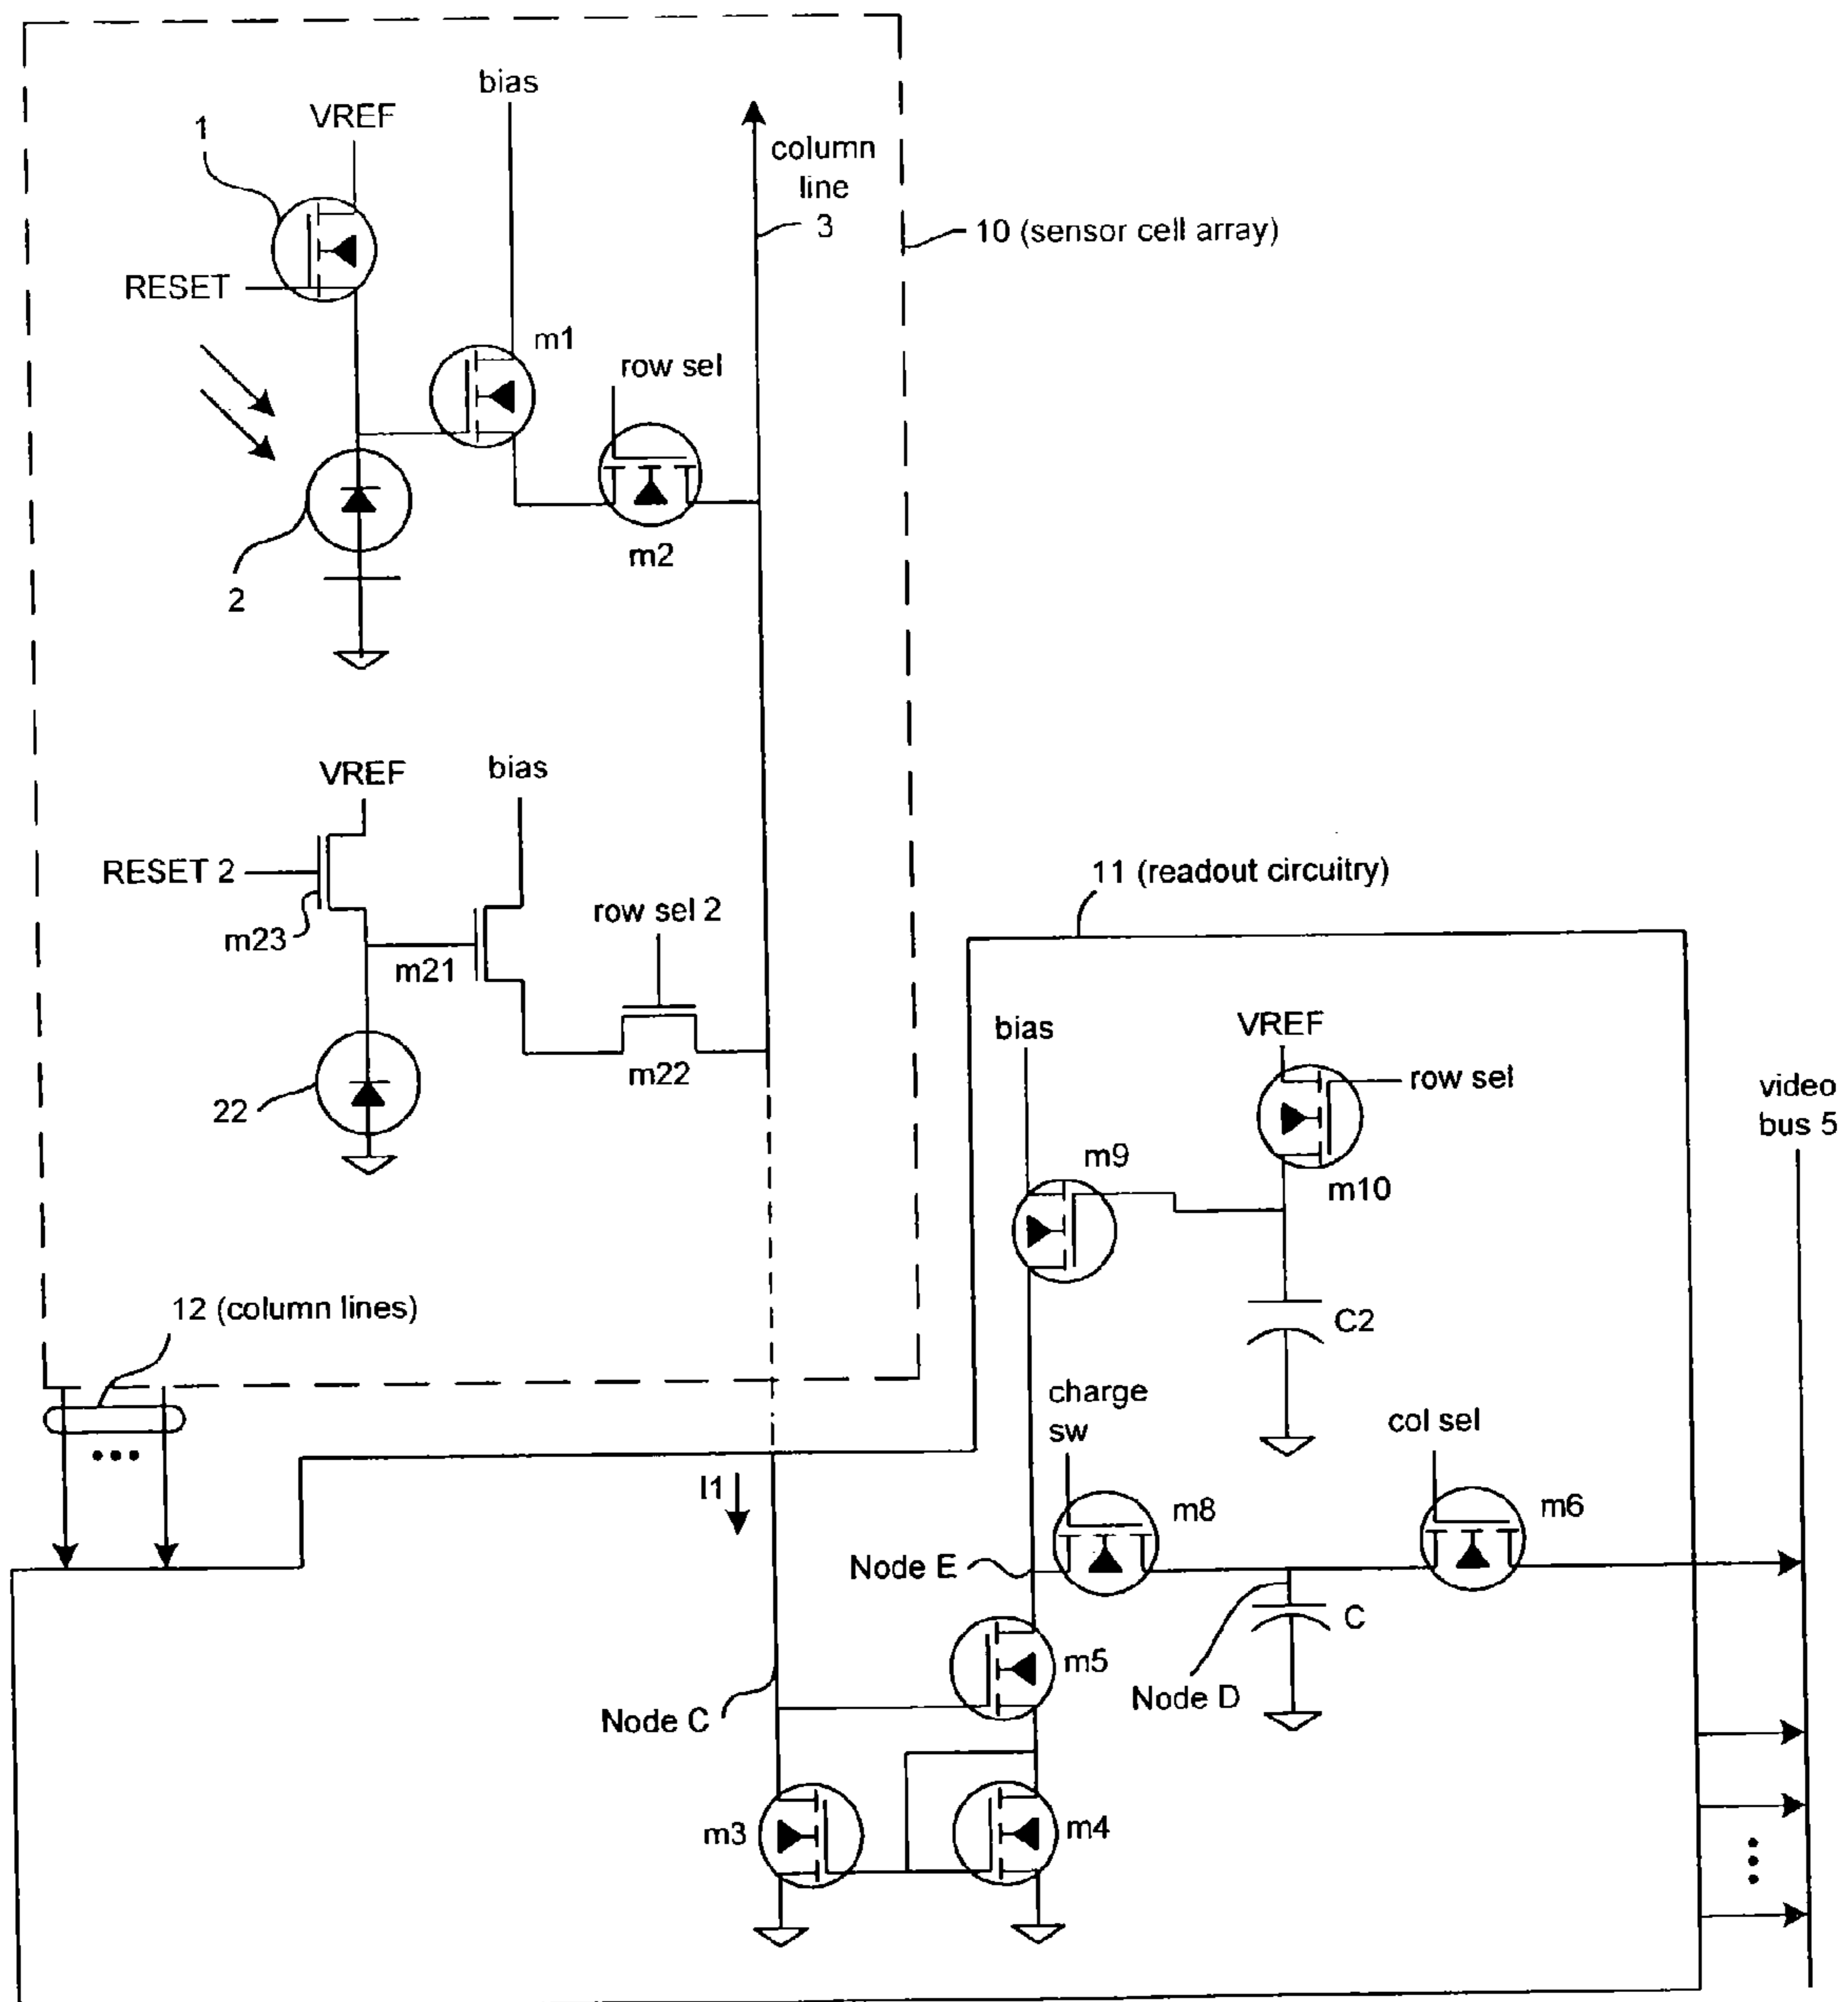 bias
VREF
1
column
line
3
10 (sensor cell array)
RESET
m1
row sel
m2
2
VREF
bias
RESET 2
m23
m21
row sel 2
m22
22
11 (readout circuitry)
bias
VREF
row sel
video
bus 5
m9
m10
12 (column lines)
C2
charge
sw
col sel
I1
m8
m6
Node E
C
m5
Node D
Node C
m3
m4